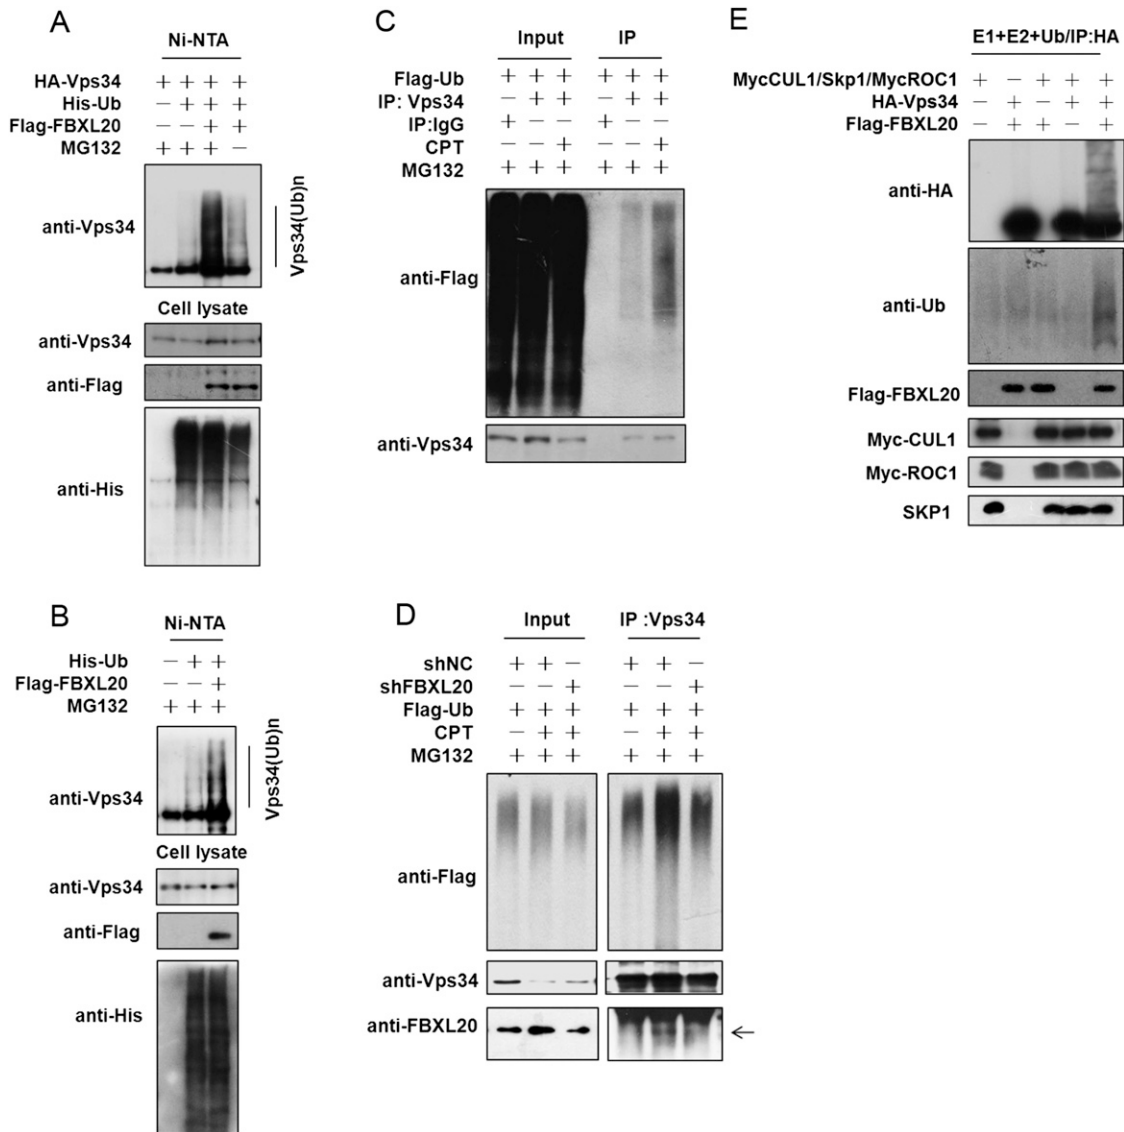 A
Ni-NTA
HA-Vps34 + + + +
His-Ub − + + +
Flag-FBXL20 − − + +
MG132 + + + −
anti-Vps34
Vps34(Ub)n
Cell lysate
anti-Vps34
anti-Flag
anti-His
B
Ni-NTA
His-Ub − + +
Flag-FBXL20 − − +
MG132 + + +
anti-Vps34
Vps34(Ub)n
Cell lysate
anti-Vps34
anti-Flag
anti-His
C
Input IP
Flag-Ub + + + + + +
IP: Vps34 − + + − + +
IP:IgG + − − + − −
CPT − − + − − +
MG132 + + + + + +
anti-Flag
anti-Vps34
D
Input IP :Vps34
shNC + + − + + −
shFBXL20 − − + − − +
Flag-Ub + + + + + +
CPT − + + − + +
MG132 + + + + + +
anti-Flag
anti-Vps34
anti-FBXL20
E
E1+E2+Ub/IP:HA
MycCUL1/Skp1/MycROC1 + − + + +
HA-Vps34 − + − + +
Flag-FBXL20 − + + − +
anti-HA
anti-Ub
Flag-FBXL20
Myc-CUL1
Myc-ROC1
SKP1